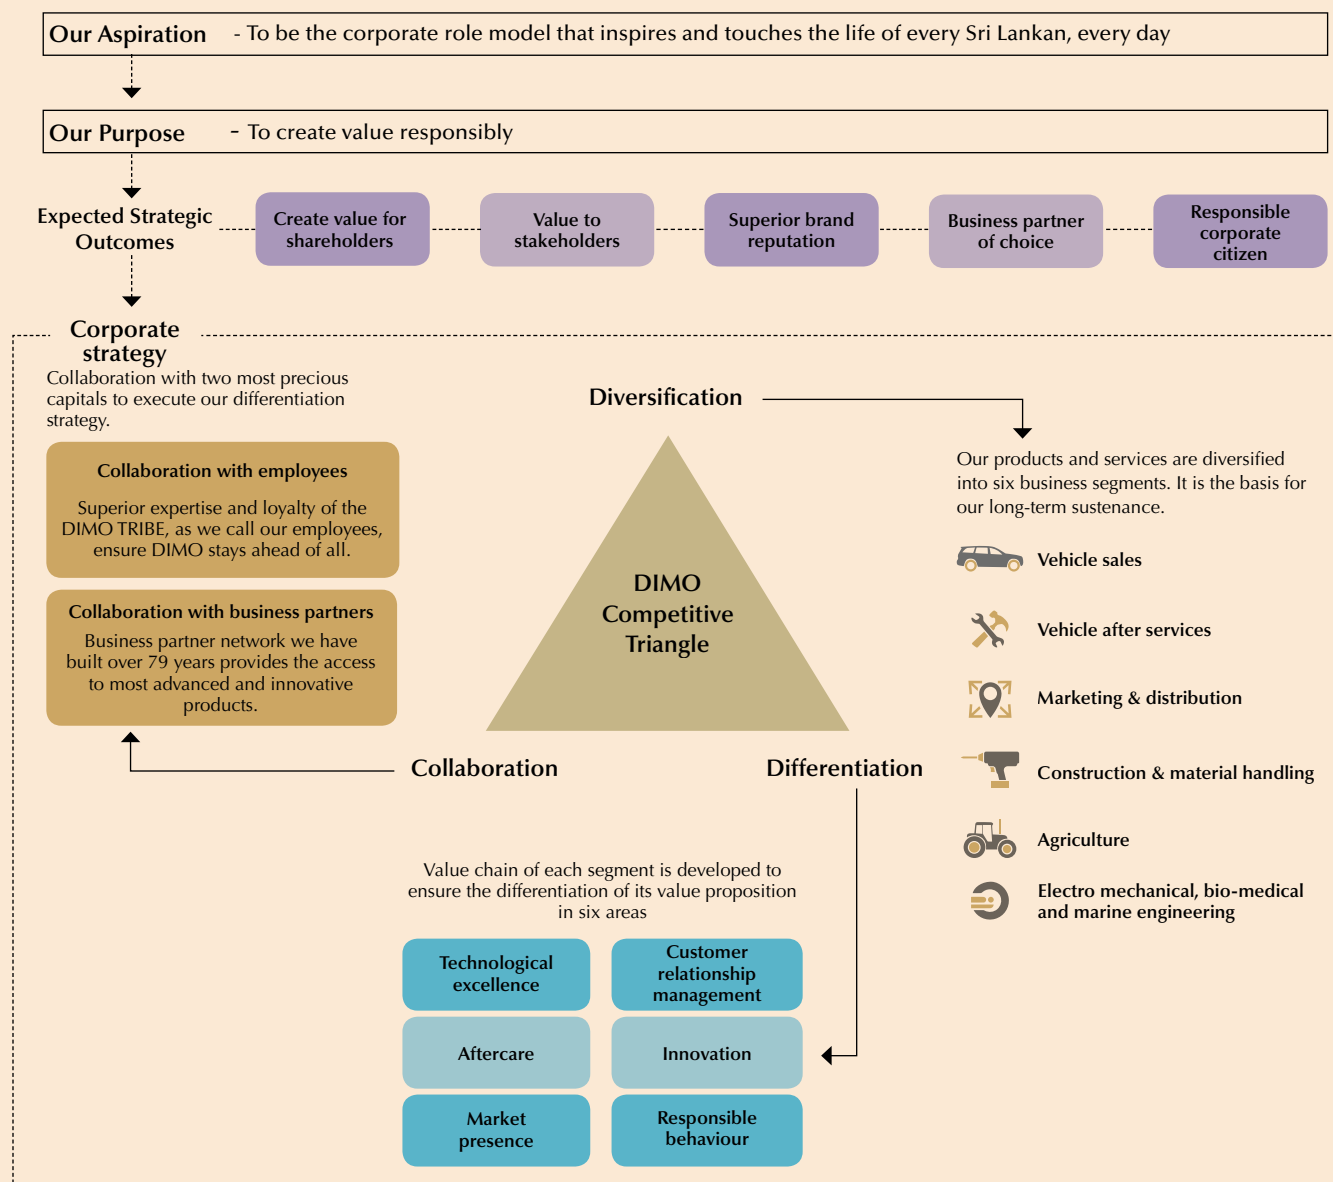 Our Aspiration - To be the corporate role model that inspires and touches the life of every Sri Lankan, every day
Our Purpose - To create value responsibly
Expected Strategic
Outcomes
Create value for
shareholders
Value to
stakeholders
Superior brand
reputation
Business partner
of choice
Responsible
corporate
citizen
Corporate
strategy
Collaboration with two most precious
capitals to execute our differentiation
strategy.
Collaboration with employees
Superior expertise and loyalty of the
DIMO TRIBE, as we call our employees,
ensure DIMO stays ahead of all.
Collaboration with business partners
Business partner network we have
built over 79 years provides the access
to most advanced and innovative
products.
Diversification
DIMO
Competitive
Triangle
Collaboration
Differentiation
Our products and services are diversified
into six business segments. It is the basis for
our long-term sustenance.
Vehicle sales
Vehicle after services
Marketing & distribution
Construction & material handling
Agriculture
Electro mechanical, bio-medical
and marine engineering
Value chain of each segment is developed to
ensure the differentiation of its value proposition
in six areas
Technological
excellence
Customer
relationship
management
Aftercare
Innovation
Market
presence
Responsible
behaviour